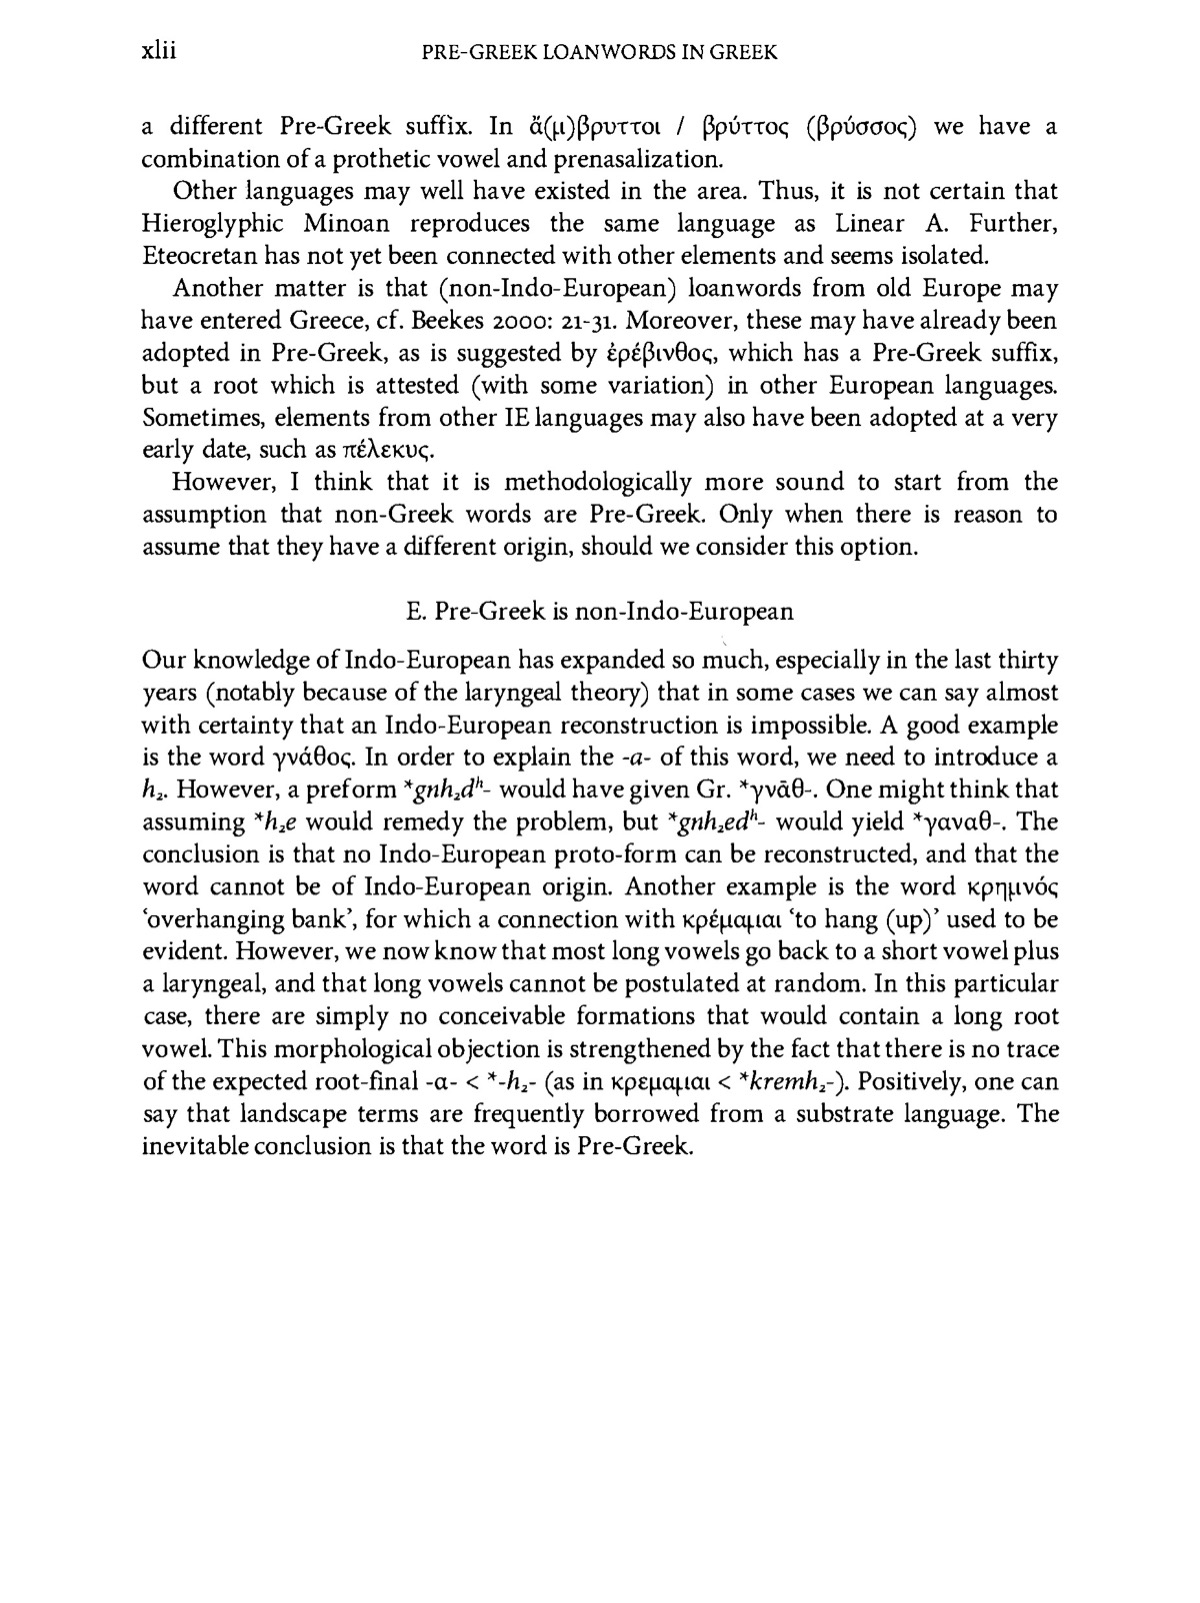 xlii
PRE-GREEK LOANWORDS IN GREEK
a different Pre-Greek suffix. In ἄ(μ)βρυττοι / βρύττος (βρύσσος) we have a
combination of a prothetic vowel and prenasalization.
Other languages may well have existed in the area. Thus, it is not certain that
Hieroglyphic Minoan reproduces the same language as Linear A. Further,
Eteocretan has not yet been connected with other elements and seems isolated.
Another matter is that (non-Indo-European) loanwords from old Europe may
have entered Greece, cf. Beekes 2000: 21-31. Moreover, these may have already been
adopted in Pre-Greek, as is suggested by ἐρέβινθος, which has a Pre-Greek suffix,
but a root which is attested (with some variation) in other European languages.
Sometimes, elements from other IE languages may also have been adopted at a very
early date, such as πέλεκυς.
However, I think that it is methodologically more sound to start from the
assumption that non-Greek words are Pre-Greek. Only when there is reason to
assume that they have a different origin, should we consider this option.
E. Pre-Greek is non-Indo-European
Our knowledge of Indo-European has expanded so much, especially in the last thirty
years (notably because of the laryngeal theory) that in some cases we can say almost
with certainty that an Indo-European reconstruction is impossible. A good example
is the word γνάθος. In order to explain the -a- of this word, we need to introduce a
h₂. However, a preform *gnh₂dʰ- would have given Gr. *γνᾱθ-. One might think that
assuming *h₂e would remedy the problem, but *gnh₂edʰ- would yield *γαναθ-. The
conclusion is that no Indo-European proto-form can be reconstructed, and that the
word cannot be of Indo-European origin. Another example is the word κρημνός
‘overhanging bank’, for which a connection with κρέμαμαι ‘to hang (up)’ used to be
evident. However, we now know that most long vowels go back to a short vowel plus
a laryngeal, and that long vowels cannot be postulated at random. In this particular
case, there are simply no conceivable formations that would contain a long root
vowel. This morphological objection is strengthened by the fact that there is no trace
of the expected root-final -α- < *-h₂- (as in κρεμαμαι < *kremh₂-). Positively, one can
say that landscape terms are frequently borrowed from a substrate language. The
inevitable conclusion is that the word is Pre-Greek.